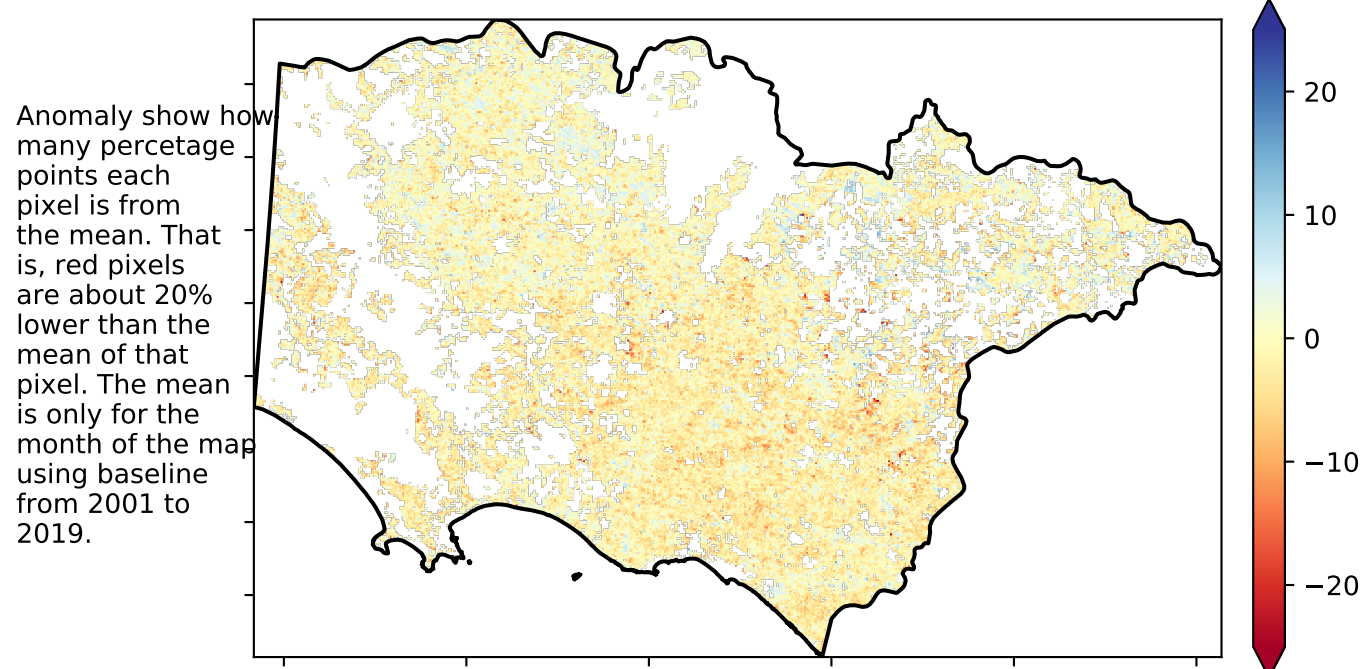 Anomaly show how
many percetage
points each
pixel is from
the mean. That
is, red pixels
are about 20%
lower than the
mean of that
pixel. The mean
is only for the
month of the map
using baseline
from 2001 to
2019.
20
10
0
−10
−20